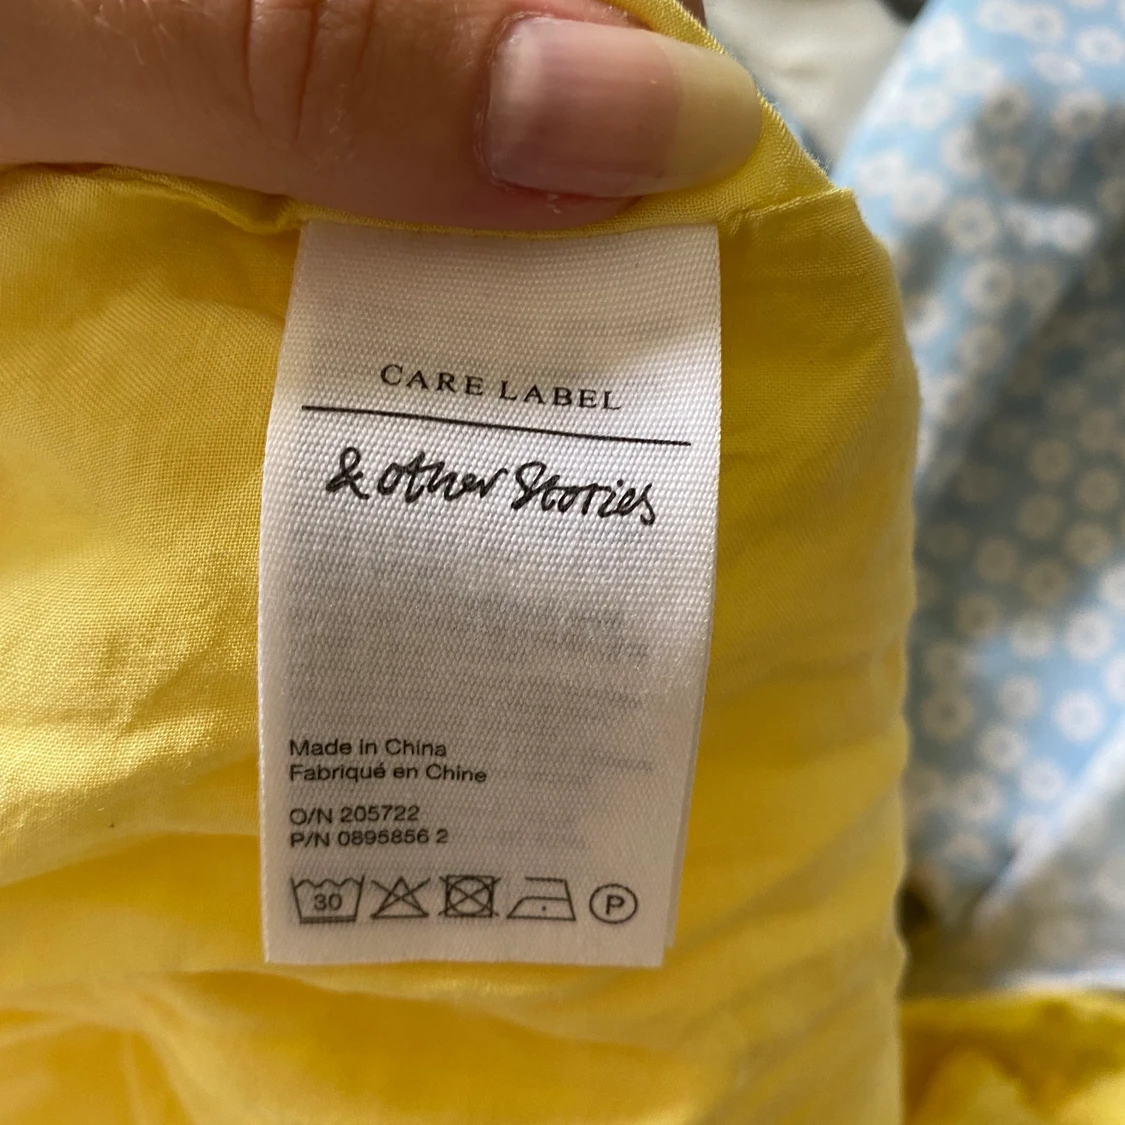 CARE LABEL
& other Stories
Made in China
Fabriqué en Chine
O/N 205722
P/N 0895856 2
30
P